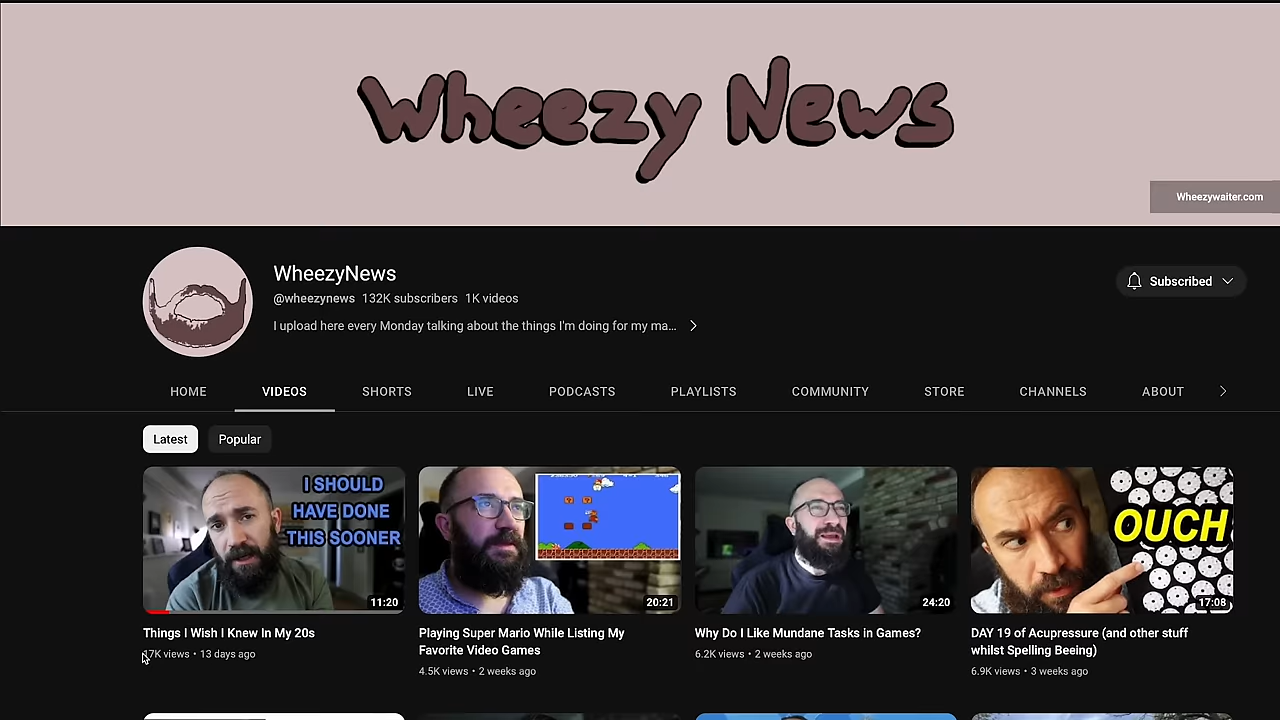 Wheezy News
Wheezywaiter.com
WheezyNews
@wheezynews 132K subscribers 1K videos
I upload here every Monday talking about the things I'm doing for my ma...
Subscribed
HOME VIDEOS SHORTS LIVE PODCASTS PLAYLISTS COMMUNITY STORE CHANNELS ABOUT
Latest Popular
I SHOULD
HAVE DONE
THIS SOONER
11:20
20:21
24:20
OUCH
17:08
Things I Wish I Knew In My 20s
17K views • 13 days ago
Playing Super Mario While Listing My
Favorite Video Games
4.5K views • 2 weeks ago
Why Do I Like Mundane Tasks in Games?
6.2K views • 2 weeks ago
DAY 19 of Acupressure (and other stuff
whilst Spelling Beeing)
6.9K views • 3 weeks ago